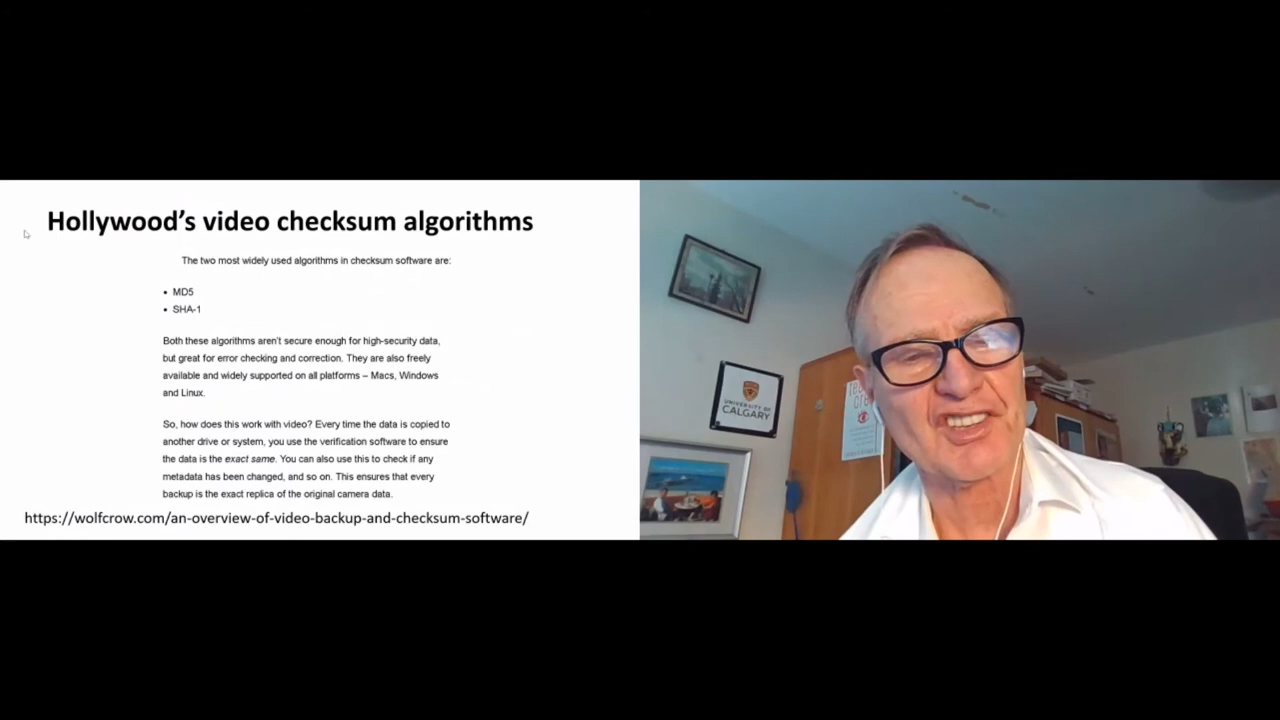 Hollywood’s video checksum algorithms
The two most widely used algorithms in checksum software are:
• MD5
• SHA-1
Both these algorithms aren’t secure enough for high-security data,
but great for error checking and correction. They are also freely
available and widely supported on all platforms – Macs, Windows
and Linux.
So, how does this work with video? Every time the data is copied to
another drive or system, you use the verification software to ensure
the data is the exact same. You can also use this to check if any
metadata has been changed, and so on. This ensures that every
backup is the exact replica of the original camera data.
https://wolfcrow.com/an-overview-of-video-backup-and-checksum-software/
UNIVERSITY OF
CALGARY